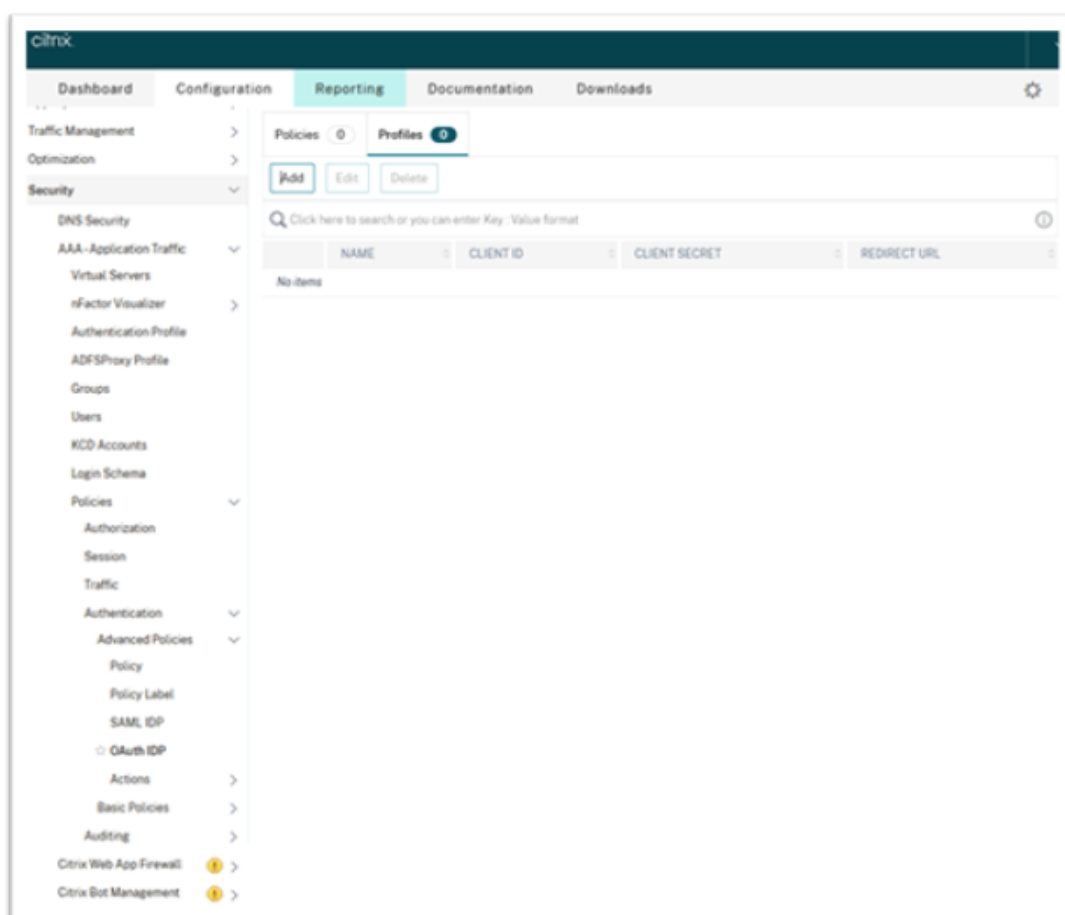 citrix
Dashboard Configuration Reporting Documentation Downloads
Traffic Management
Optimization
Security
DNS Security
AAA - Application Traffic
Virtual Servers
nFactor Visualizer
Authentication Profile
ADFSProxy Profile
Groups
Users
KCD Accounts
Login Schema
Policies
Authorization
Session
Traffic
Authentication
Advanced Policies
Policy
Policy Label
SAML IDP
OAuth IDP
Actions
Basic Policies
Auditing
Citrix Web App Firewall
Citrix Bot Management
Policies 0 Profiles 0
Add Edit Delete
Click here to search or you can enter Key : Value format
NAME CLIENT ID CLIENT SECRET REDIRECT URL
No items